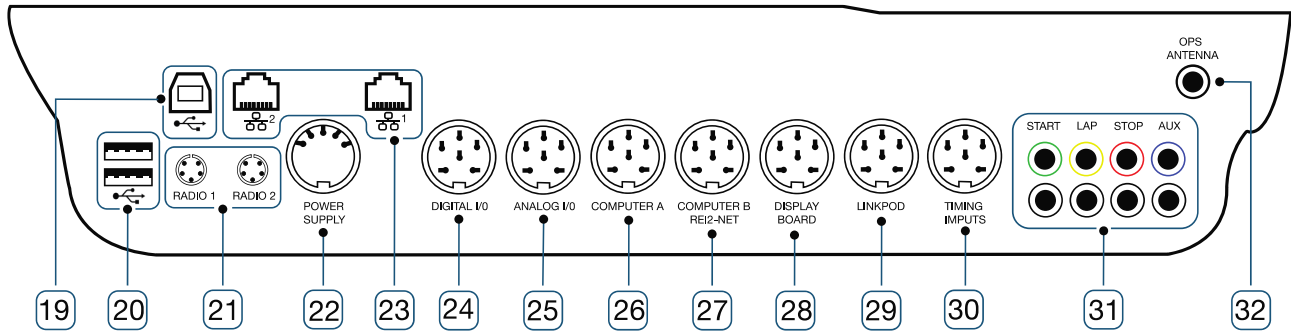 OPS
ANTENNA
2
1
START LAP STOP AUX
RADIO 1 RADIO 2
POWER
SUPPLY
DIGITAL I/0
ANALOG I/0
COMPUTER A
COMPUTER B
REI2-NET
DISPLAY
BOARD
LINKPOD
TIMING
IMPUTS
19 20 21 22 23 24 25 26 27 28 29 30 31 32